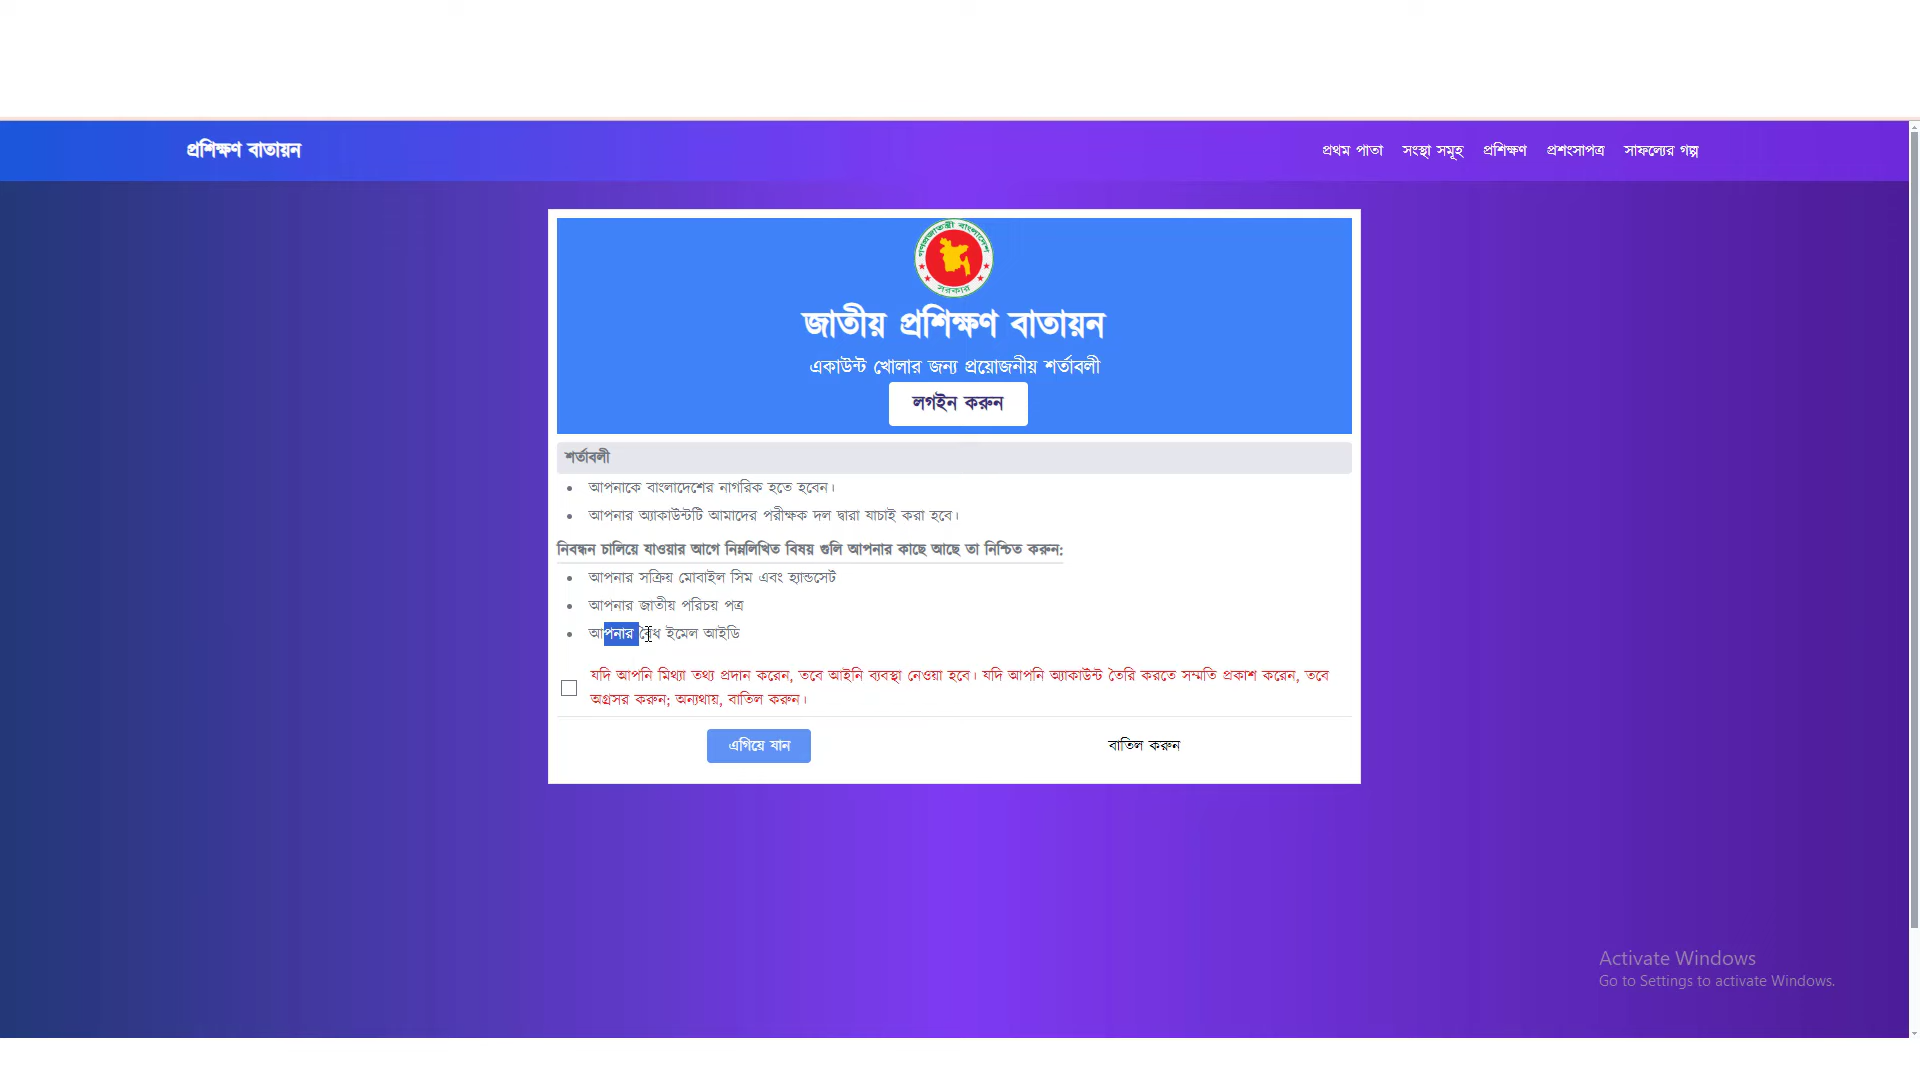 প্রশিক্ষণ বাতায়ন
প্রথম পাতা সংস্থা সমূহ প্রশিক্ষণ প্রশংসাপত্র সাফল্যের গল্প
গণপ্রজাতন্ত্রী বাংলাদেশ
সরকার
জাতীয় প্রশিক্ষণ বাতায়ন
একাউন্ট খোলার জন্য প্রয়োজনীয় শর্তাবলী
লগইন করুন
শর্তাবলী
আপনাকে বাংলাদেশের নাগরিক হতে হবেন।
আপনার অ্যাকাউন্টটি আমাদের পরীক্ষক দল দ্বারা যাচাই করা হবে।
নিবন্ধন চালিয়ে যাওয়ার আগে নিম্নলিখিত বিষয় গুলি আপনার কাছে আছে তা নিশ্চিত করুন:
আপনার সক্রিয় মোবাইল সিম এবং হ্যান্ডসেট
আপনার জাতীয় পরিচয় পত্র
আপনার বৈধ ইমেল আইডি
যদি আপনি মিথ্যা তথ্য প্রদান করেন, তবে আইনি ব্যবস্থা নেওয়া হবে। যদি আপনি অ্যাকাউন্ট তৈরি করতে সম্মতি প্রকাশ করেন, তবে
অগ্রসর করুন; অন্যথায়, বাতিল করুন।
এগিয়ে যান বাতিল করুন
Activate Windows
Go to Settings to activate Windows.